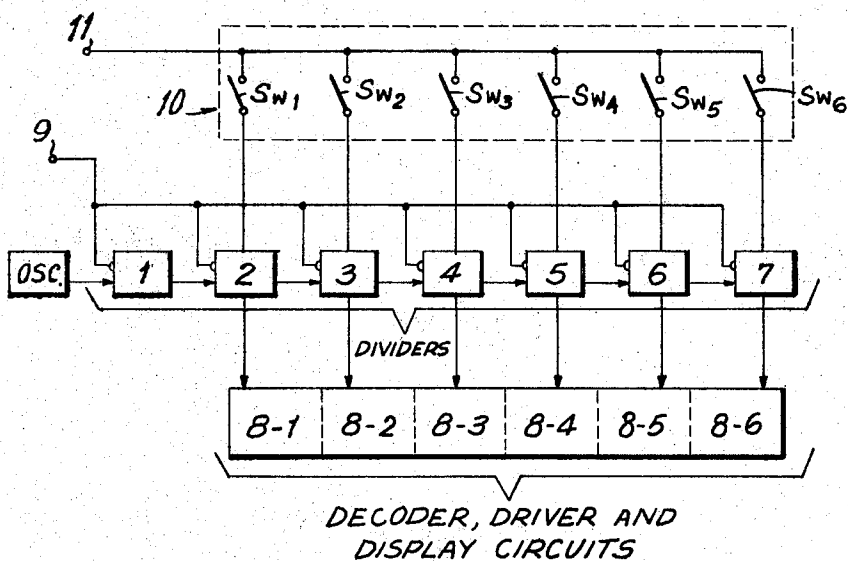 11
10
SW1
SW2
SW3
SW4
SW5
SW6
9
OSC.
1
2
3
4
5
6
7
DIVIDERS
8-1
8-2
8-3
8-4
8-5
8-6
DECODER, DRIVER AND
DISPLAY CIRCUITS